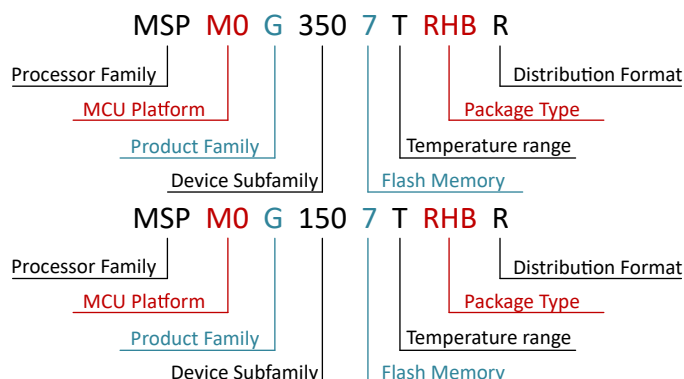 MSP M0 G 350 7 T RHB R
Processor Family Distribution Format
MCU Platform Package Type
Product Family Temperature range
Device Subfamily Flash Memory
MSP M0 G 150 7 T RHB R
Processor Family Distribution Format
MCU Platform Package Type
Product Family Temperature range
Device Subfamily Flash Memory